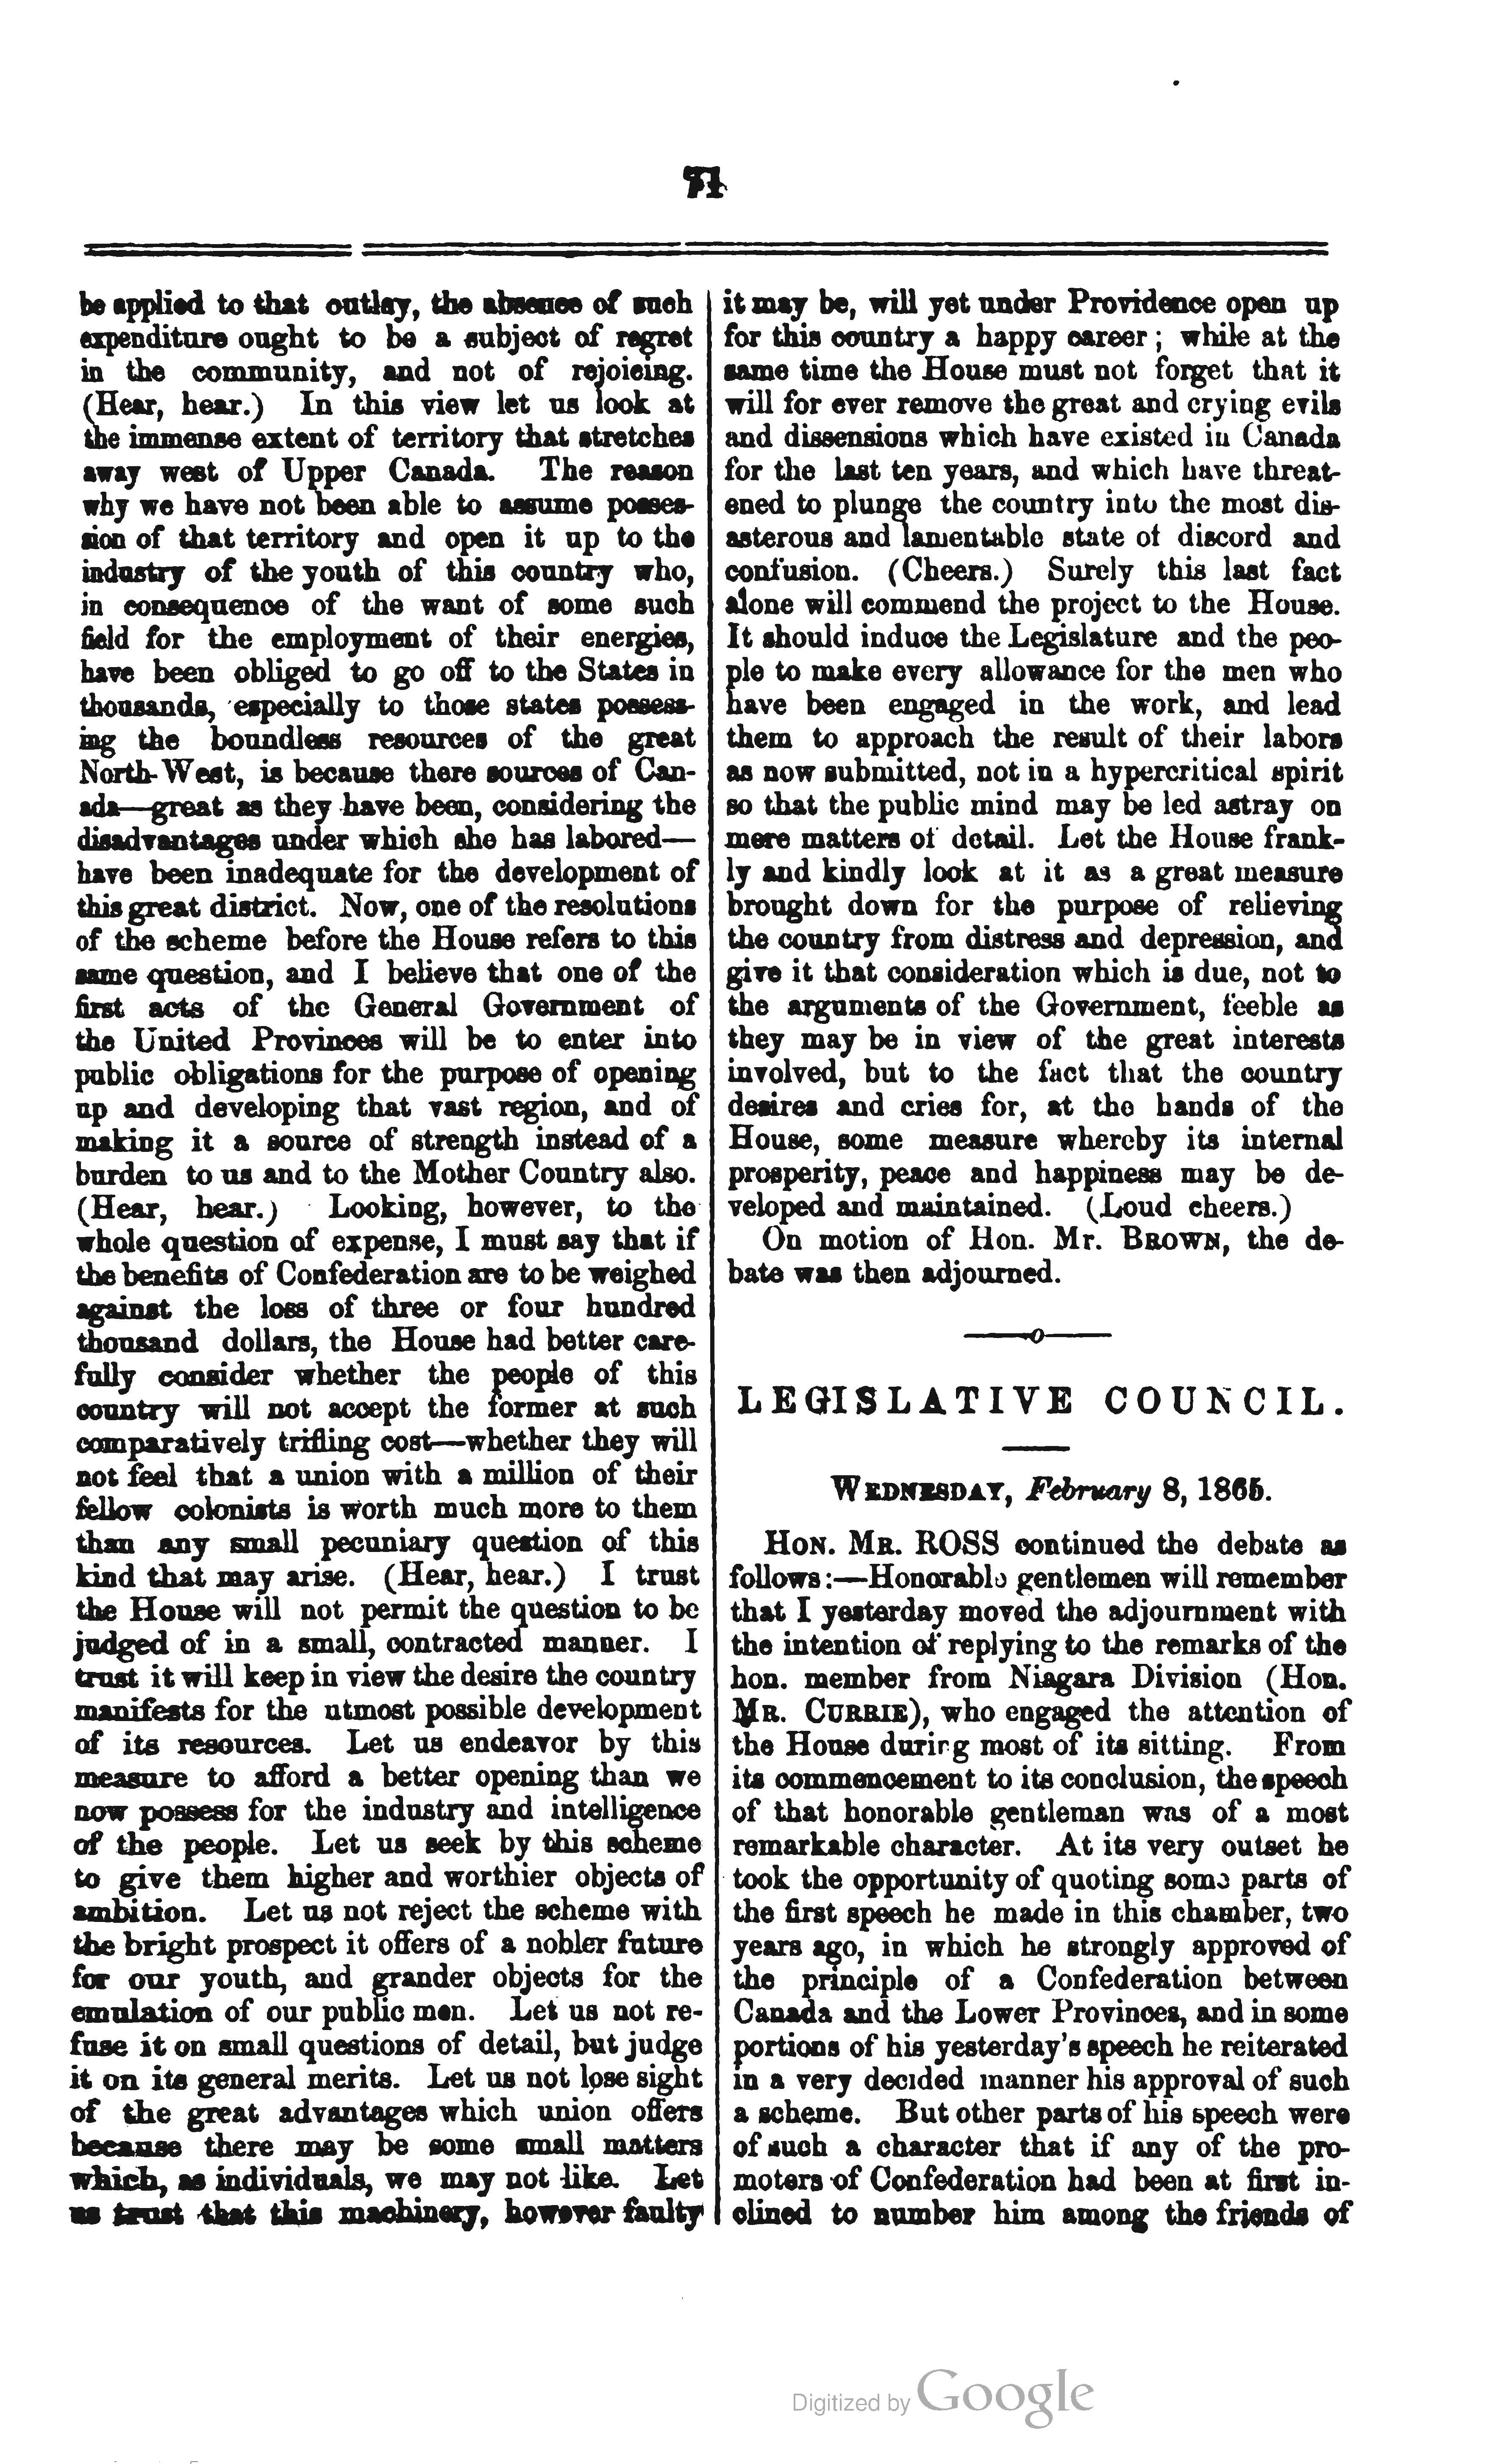 71
be applied to that outlay, the absence of such
expenditure ought to be a subject of regret
in the community, and not of rejoicing.
(Hear, hear.) In this view let us look at
the immense extent of territory that stretches
away west of Upper Canada. The reason
why we have not been able to assume posses-
sion of that territory and open it up to the
industry of the youth of this country who,
in consequence of the want of some such
field for the employment of their energies,
have been obliged to go off to the States in
thousands, especially to those states possess-
ing the boundless resources of the great
North-West, is because there sources of Can-
ada—great as they have been, considering the
disadvantages under which she has labored—
have been inadequate for the development of
this great district. Now, one of the resolutions
of the scheme before the House refers to this
same question, and I believe that one of the
first acts of the General Government of
the United Provinces will be to enter into
public obligations for the purpose of opening
up and developing that vast region, and of
making it a source of strength instead of a
burden to us and to the Mother Country also.
(Hear, hear.) Looking, however, to the
whole question of expense, I must say that if
the benefits of Confederation are to be weighed
against the loss of three or four hundred
thousand dollars, the House had better care-
fully consider whether the people of this
country will not accept the former at such
comparatively trifling cost—whether they will
not feel that a union with a million of their
fellow colonists is worth much more to them
than any small pecuniary question of this
kind that may arise. (Hear, hear.) I trust
the House will not permit the question to be
judged of in a small, contracted manner. I
trust it will keep in view the desire the country
manifests for the utmost possible development
of its resources. Let us endeavor by this
measure to afford a better opening than we
now possess for the industry and intelligence
of the people. Let us seek by this scheme
to give them higher and worthier objects of
ambition. Let us not reject the scheme with
the bright prospect it offers of a nobler future
for our youth, and grander objects for the
emulation of our public men. Let us not re-
fuse it on small questions of detail, but judge
it on its general merits. Let us not lose sight
of the great advantages which union offers
because there may be some small matters
which, as individuals, we may not like. Let
us trust that this machinery, however faulty
it may be, will yet under Providence open up
for this country a happy career; while at the
same time the House must not forget that it
will for ever remove the great and crying evils
and dissensions which have existed in Canada
for the last ten years, and which have threat-
ened to plunge the country into the most dis-
asterous and lamentable state of discord and
confusion. (Cheers.) Surely this last fact
alone will commend the project to the House.
It should induce the Legislature and the peo-
ple to make every allowance for the men who
have been engaged in the work, and lead
them to approach the result of their labors
as now submitted, not in a hypercritical spirit
so that the public mind may be led astray on
mere matters of detail. Let the House frank-
ly and kindly look at it as a great measure
brought down for the purpose of relieving
the country from distress and depression, and
give it that consideration which is due, not to
the arguments of the Government, feeble as
they may be in view of the great interests
involved, but to the fact that the country
desires and cries for, at the hands of the
House, some measure whereby its internal
prosperity, peace and happiness may be de-
veloped and maintained. (Loud cheers.)
On motion of Hon. Mr. BROWN, the de-
bate was then adjourned.
LEGISLATIVE COUNCIL.
WEDNESDAY, February 8, 1865.
HON. MR. ROSS continued the debate as
follows:—Honorable gentlemen will remember
that I yesterday moved the adjournment with
the intention of replying to the remarks of the
hon. member from Niagara Division (Hon.
MR. CURRIE), who engaged the attention of
the House during most of its sitting. From
its commencement to its conclusion, the speech
of that honorable gentleman was of a most
remarkable character. At its very outset he
took the opportunity of quoting some parts of
the first speech he made in this chamber, two
years ago, in which he strongly approved of
the principle of a Confederation between
Canada and the Lower Provinces, and in some
portions of his yesterday's speech he reiterated
in a very decided manner his approval of such
a scheme. But other parts of his speech were
of such a character that if any of the pro-
moters of Confederation had been at first in-
clined to number him among the friends of
Digitized by Google